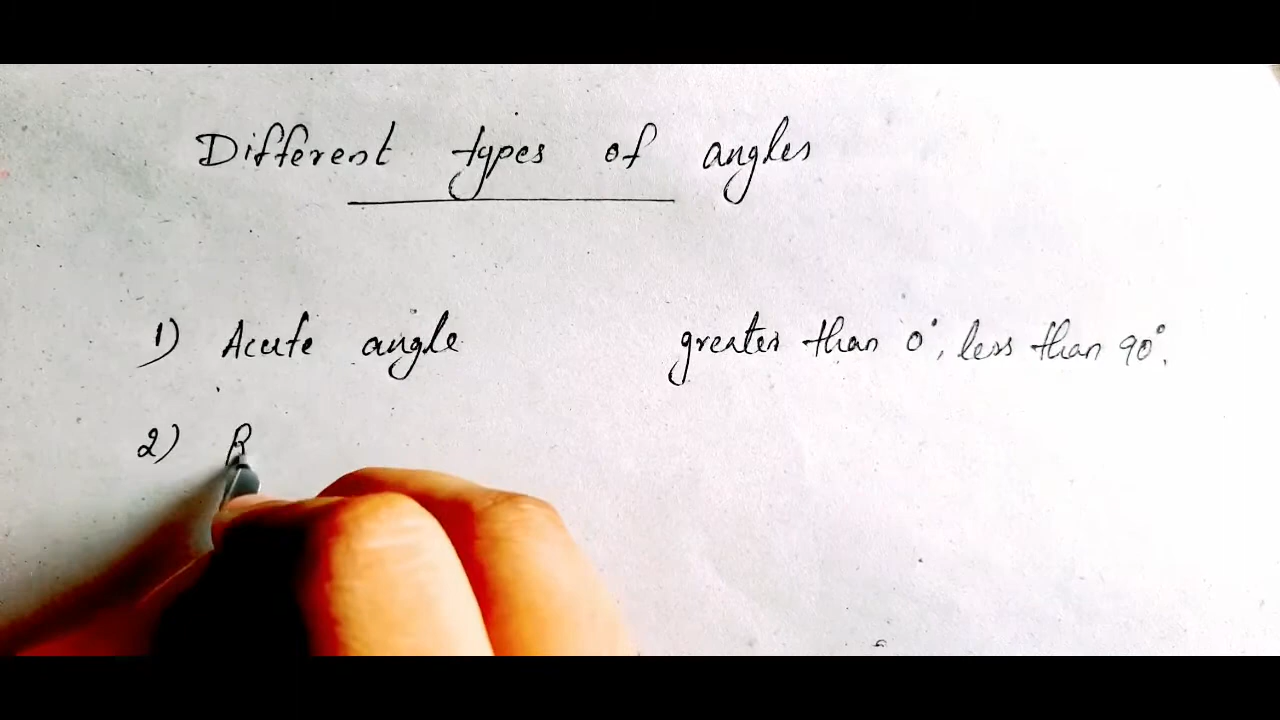 Different types of angles
1) Acute angle greater than 0°, less than 90°.
2) R